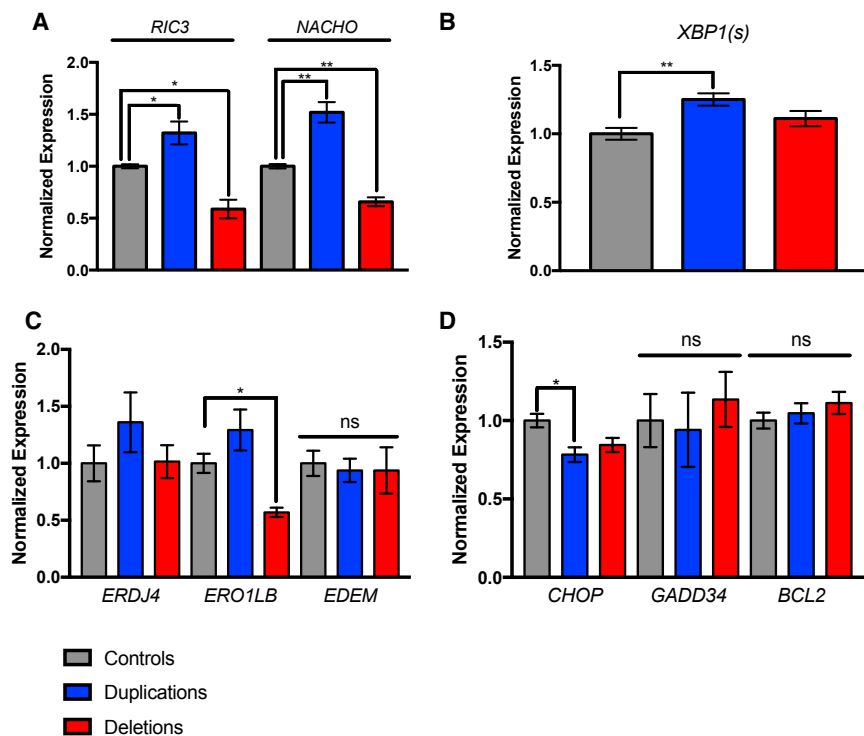 A
RIC3
NACHO
Normalized Expression
2.0
1.5
1.0
0.5
0.0
*
*
**
**
B
XBP1(s)
Normalized Expression
1.5
1.0
0.5
0.0
**
C
Normalized Expression
2.0
1.5
1.0
0.5
0.0
*
ns
ERDJ4
ERO1LB
EDEM
D
Normalized Expression
1.5
1.0
0.5
0.0
*
ns
ns
CHOP
GADD34
BCL2
Controls
Duplications
Deletions